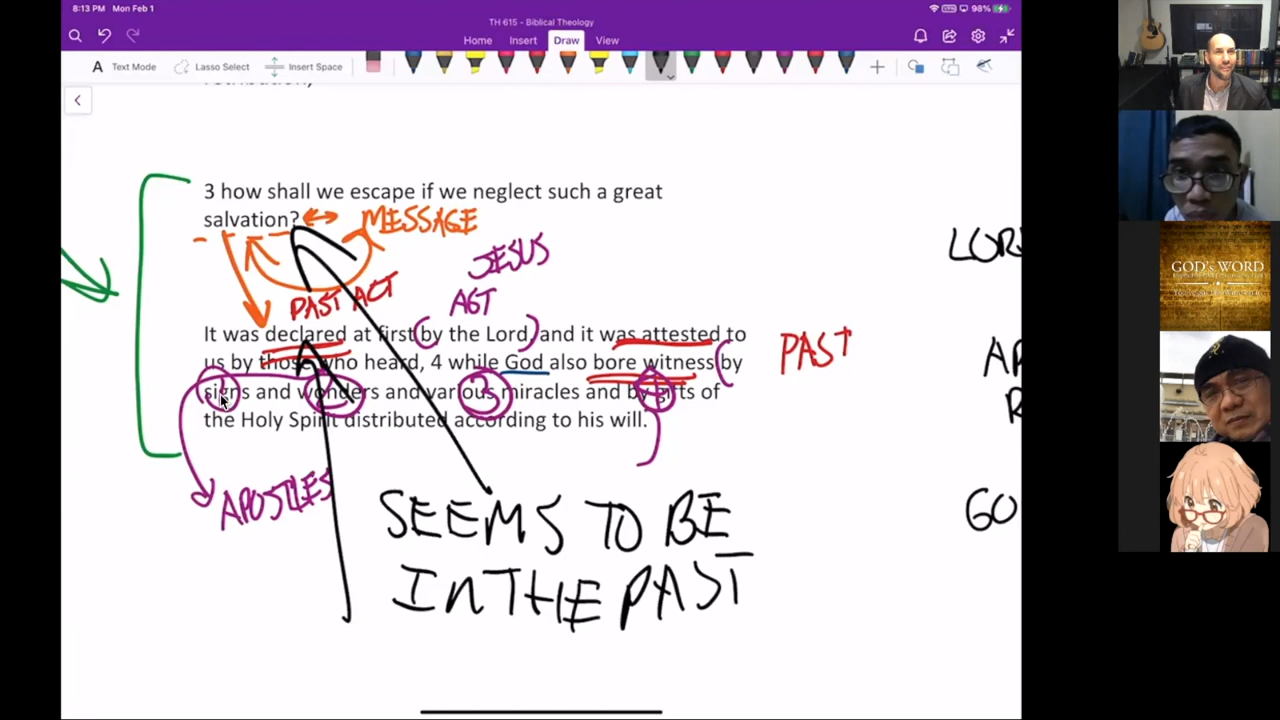 8:13 PM Mon Feb 1
98%
TH 615 - Biblical Theology
Home Insert Draw View
Text Mode Lasso Select Insert Space
3 how shall we escape if we neglect such a great
salvation? MESSAGE
JESUS
PAST ACT AGT
It was declared at first by the Lord, and it was attested to
us by those who heard, 4 while God also bore witness by
signs and wonders and various miracles and by gifts of
the Holy Spirit distributed according to his will.
PAST
APOSTLES
SEEMS TO BE
IN THE PAST
LOR
AP
R
GO
GOD's WORD